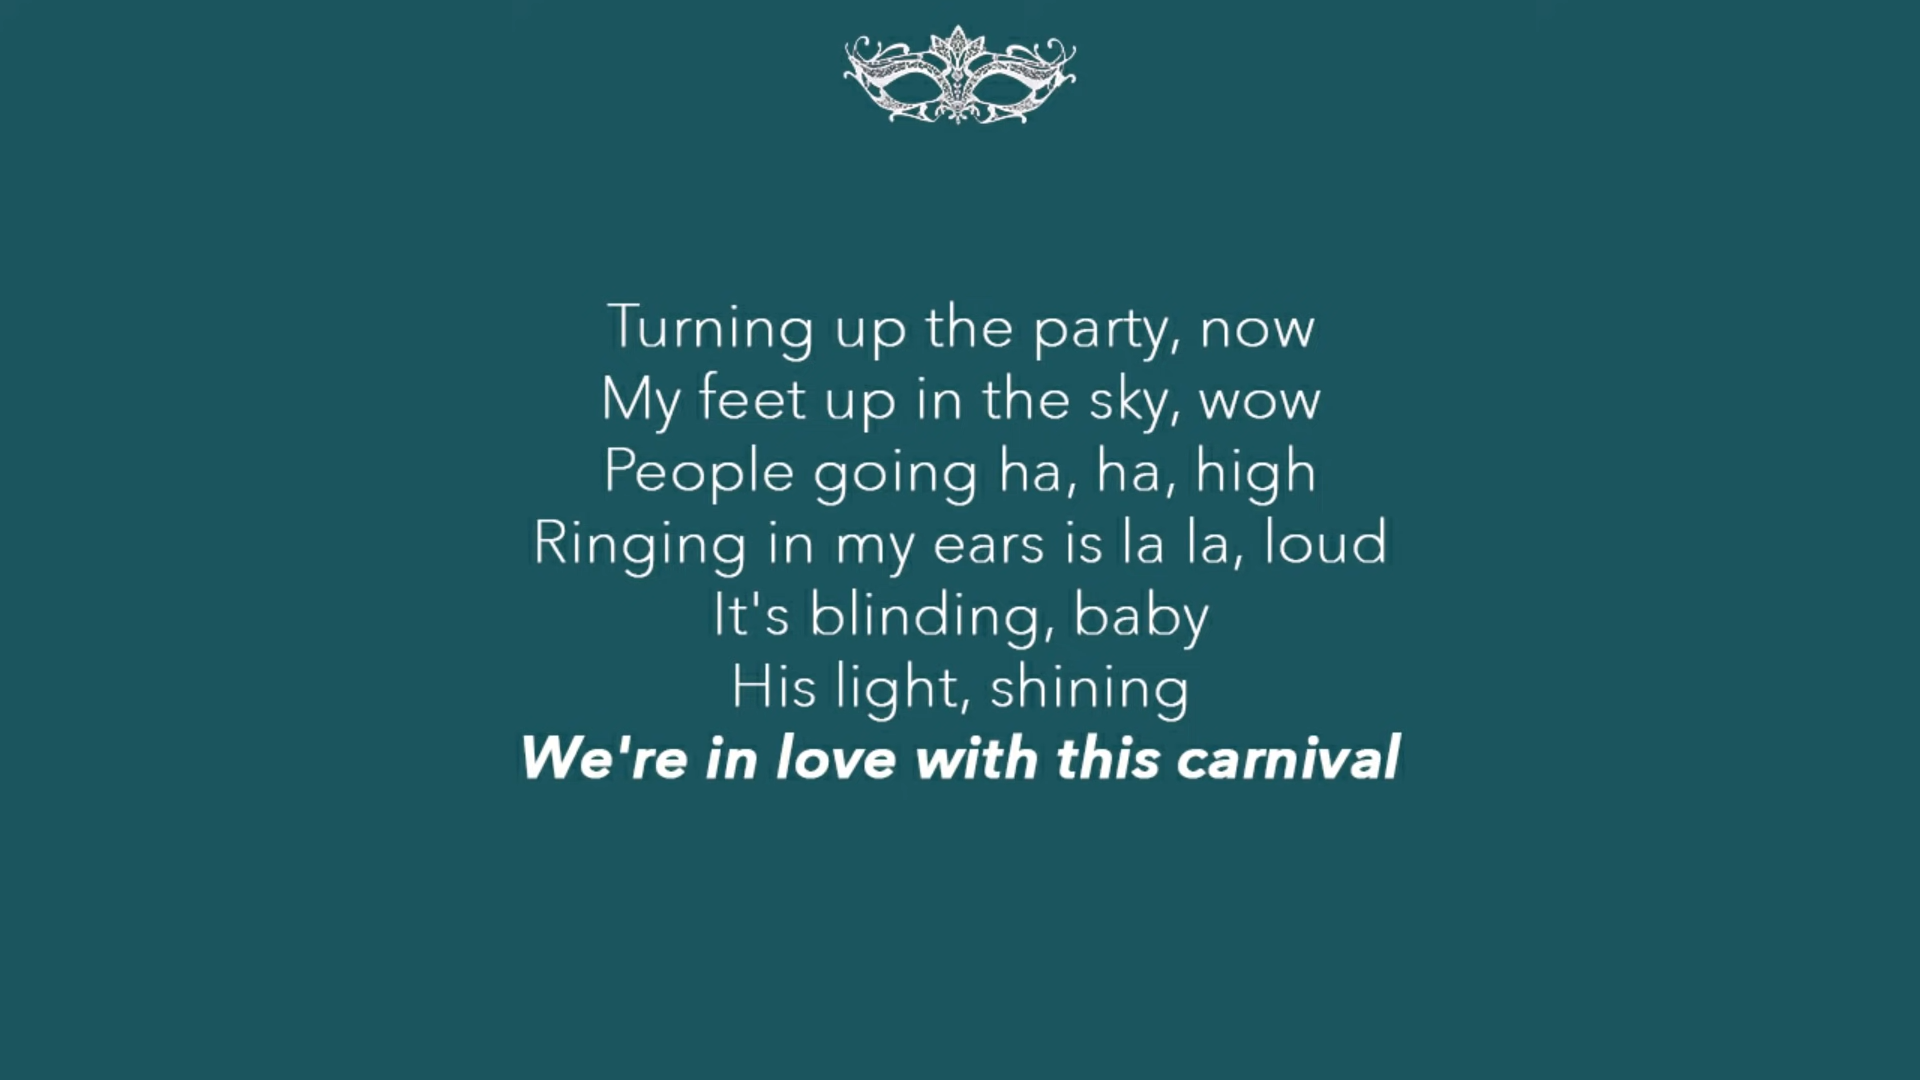 Turning up the party, now
My feet up in the sky, wow
People going ha, ha, high
Ringing in my ears is la la, loud
It's blinding, baby
His light, shining
We're in love with this carnival